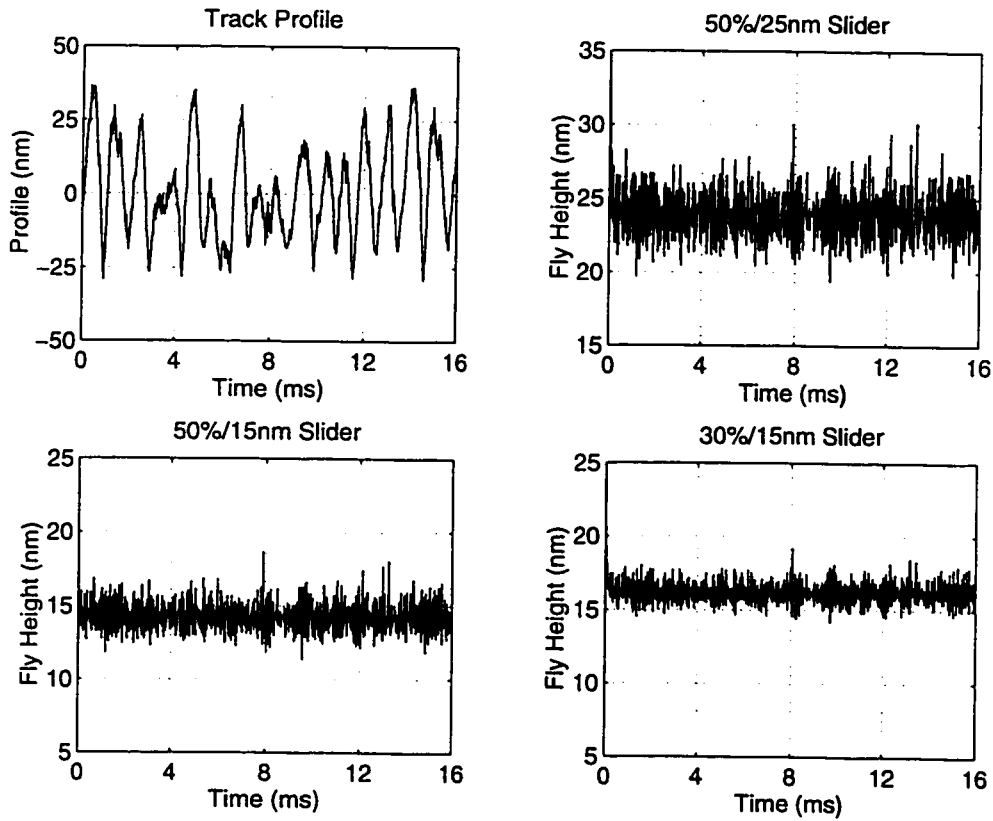 Track Profile
50
25
0
−25
−50
Profile (nm)
0 4 8 12 16
Time (ms)
50%/25nm Slider
35
30
25
20
15
Fly Height (nm)
0 4 8 12 16
Time (ms)
50%/15nm Slider
25
20
15
10
5
Fly Height (nm)
0 4 8 12 16
Time (ms)
30%/15nm Slider
25
20
15
10
5
Fly Height (nm)
0 4 8 12 16
Time (ms)